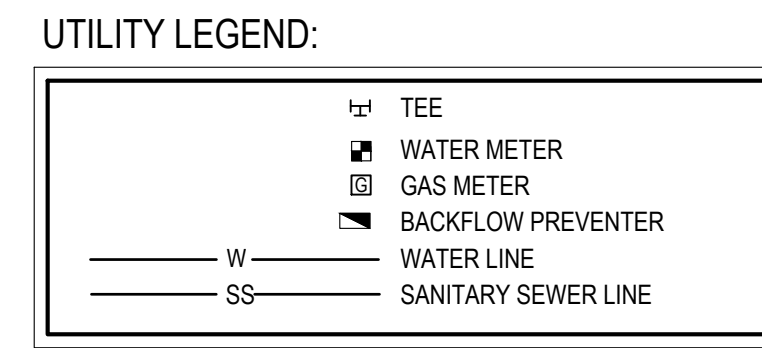 UTILITY LEGEND:
TEE
WATER METER
G GAS METER
BACKFLOW PREVENTER
W WATER LINE
SS SANITARY SEWER LINE